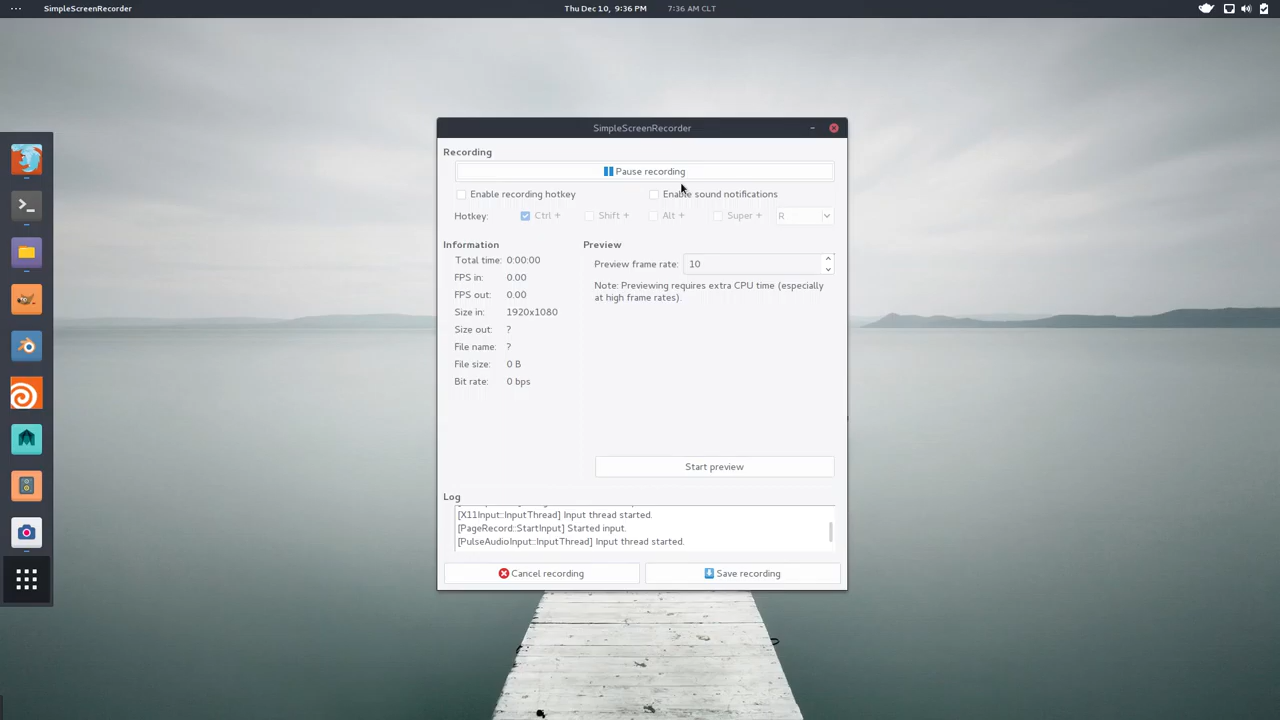 SimpleScreenRecorder
Thu Dec 10, 9:36 PM
7:36 AM CLT
SimpleScreenRecorder
Recording
Pause recording
Enable recording hotkey
Enable sound notifications
Hotkey:
Ctrl +
Shift +
Alt +
Super +
R
Information
Total time: 0:00:00
FPS in: 0.00
FPS out: 0.00
Size in: 1920x1080
Size out: ?
File name: ?
File size: 0 B
Bit rate: 0 bps
Preview
Preview frame rate: 10
Note: Previewing requires extra CPU time (especially
at high frame rates).
Start preview
Log
[X11Input::InputThread] Input thread started.
[PageRecord::StartInput] Started input.
[PulseAudioInput::InputThread] Input thread started.
Cancel recording
Save recording